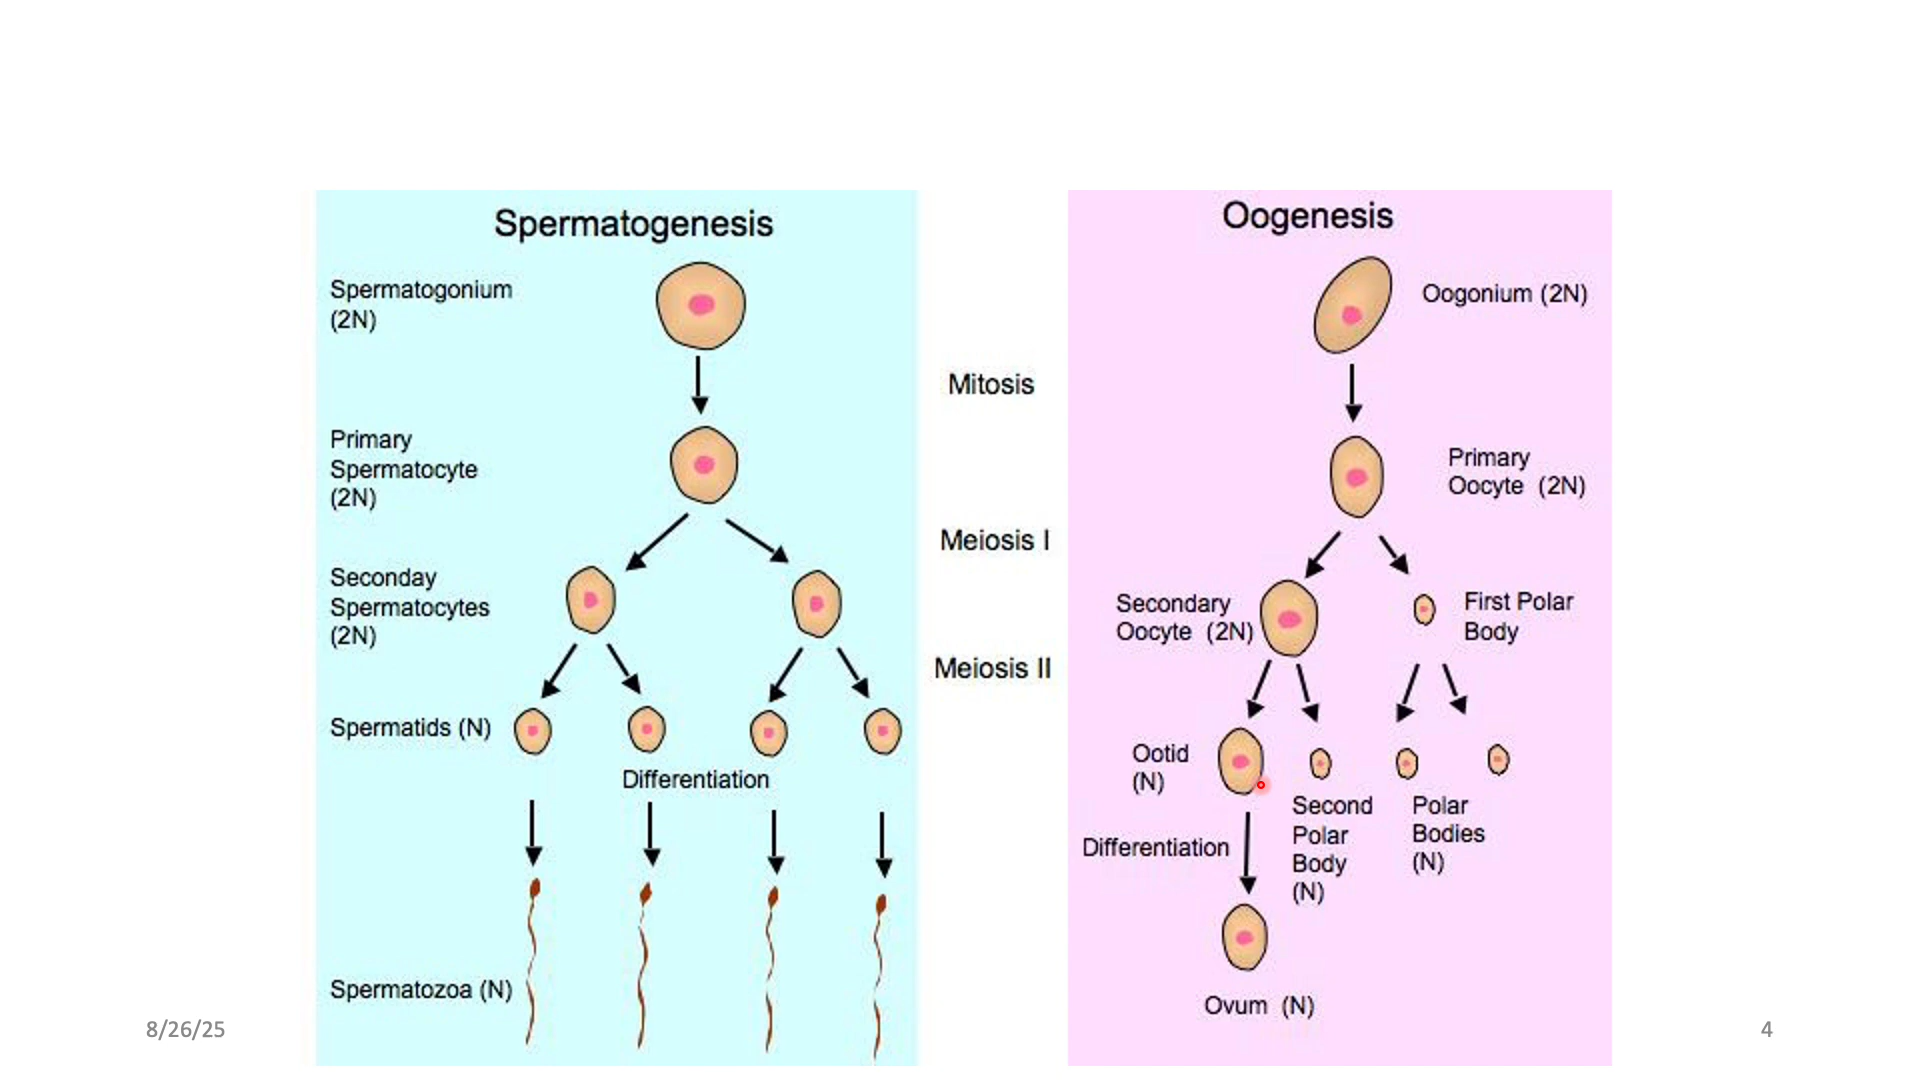 Spermatogenesis
Spermatogonium
(2N)
Primary
Spermatocyte
(2N)
Seconday
Spermatocytes
(2N)
Spermatids (N)
Differentiation
Spermatozoa (N)
Mitosis
Meiosis I
Meiosis II
Oogenesis
Oogonium (2N)
Primary
Oocyte (2N)
Secondary
Oocyte (2N)
First Polar
Body
Ootid
(N)
Second
Polar
Body
(N)
Polar
Bodies
(N)
Differentiation
Ovum (N)
8/26/25
4